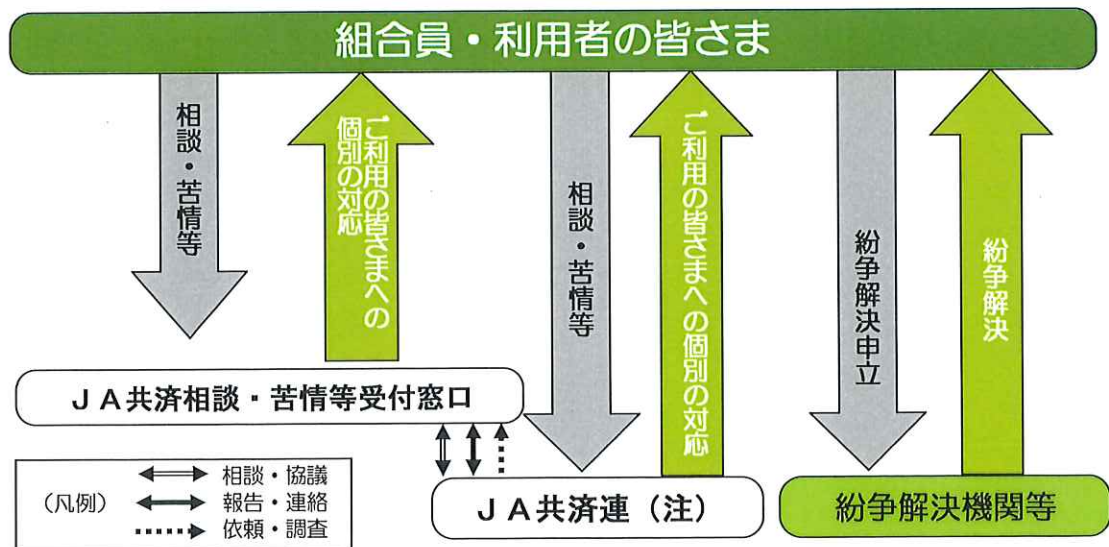 組合員・利用者の皆さま
相談・苦情等
ご利用の皆さまへの
個別の対応
相談・苦情等
ご利用の皆さまへの個別の対応
紛争解決申立
紛争解決
ＪＡ共済相談・苦情等受付窓口
ＪＡ共済連（注）
紛争解決機関等
（凡例）
相談・協議
報告・連絡
依頼・調査